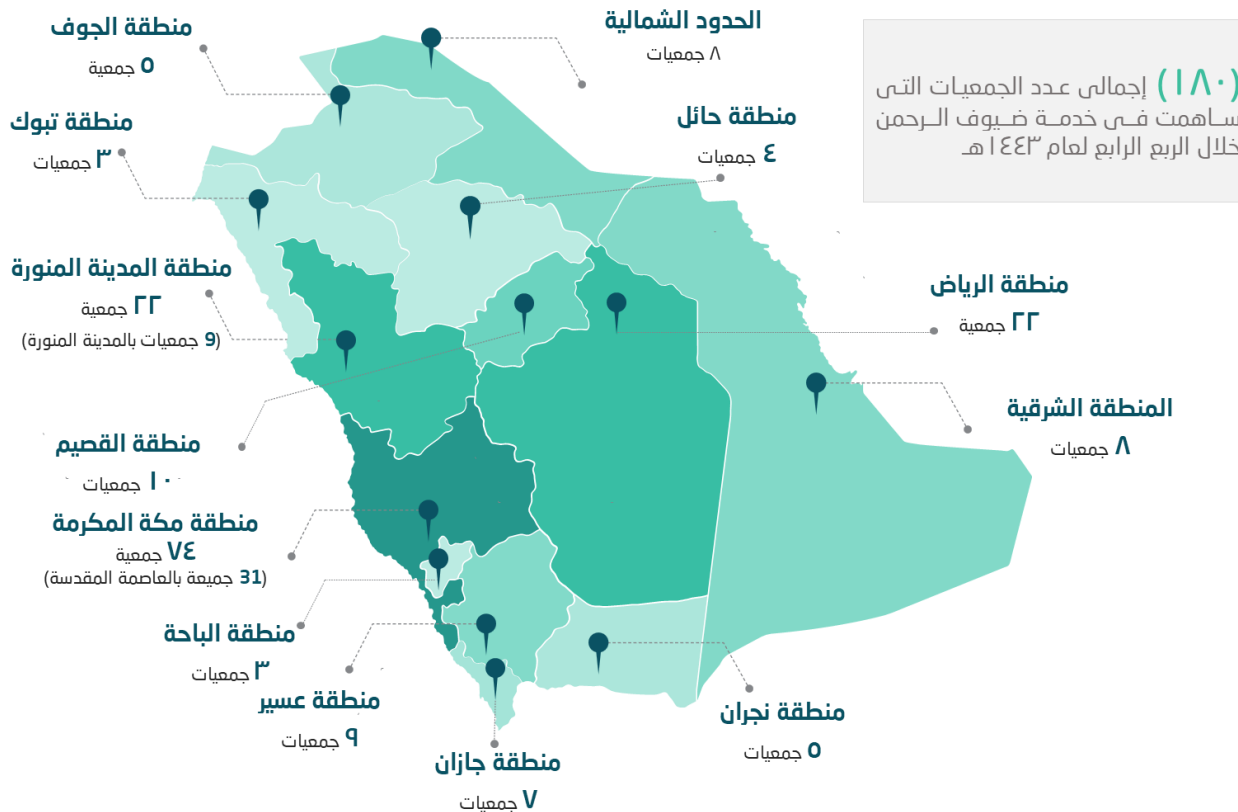 (١٨٠) إجمالى عدد الجمعيات التى
ساهمت فى خدمة ضيوف الرحمن
خلال الربع الرابع لعام ١٤٤٣هـ
الحدود الشمالية
٨ جمعيات
منطقة الجوف
٥ جمعية
منطقة حائل
٤ جمعيات
منطقة تبوك
٣ جمعيات
منطقة المدينة المنورة
٢٢ جمعية
(9 جمعيات بالمدينة المنورة)
منطقة الرياض
٢٢ جمعية
المنطقة الشرقية
٨ جمعيات
منطقة القصيم
١٠ جمعيات
منطقة مكة المكرمة
٧٤ جمعية
(31 جميعة بالعاصمة المقدسة)
منطقة الباحة
٣ جمعيات
منطقة عسير
٩ جمعيات
منطقة نجران
٥ جمعيات
منطقة جازان
٧ جمعيات